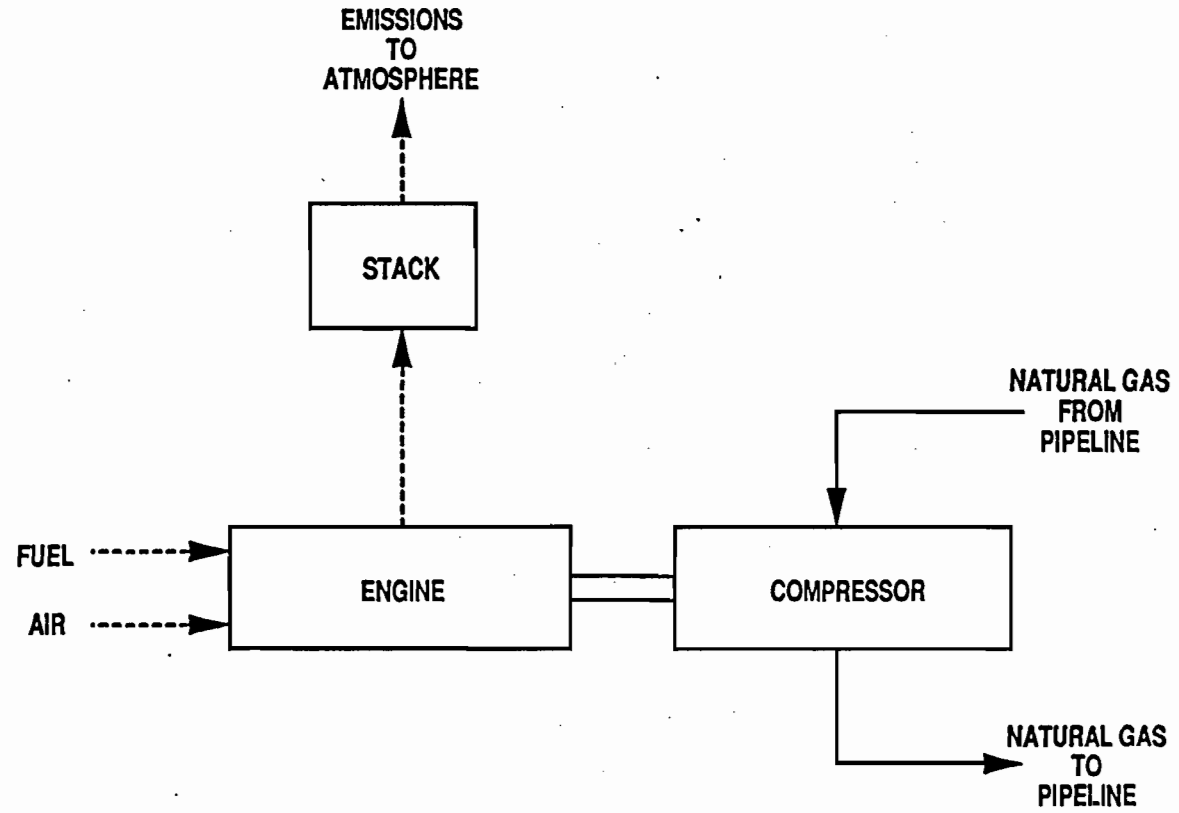 EMISSIONS
TO
ATMOSPHERE
STACK
NATURAL GAS
FROM
PIPELINE
FUEL
ENGINE
COMPRESSOR
AIR
NATURAL GAS
TO
PIPELINE